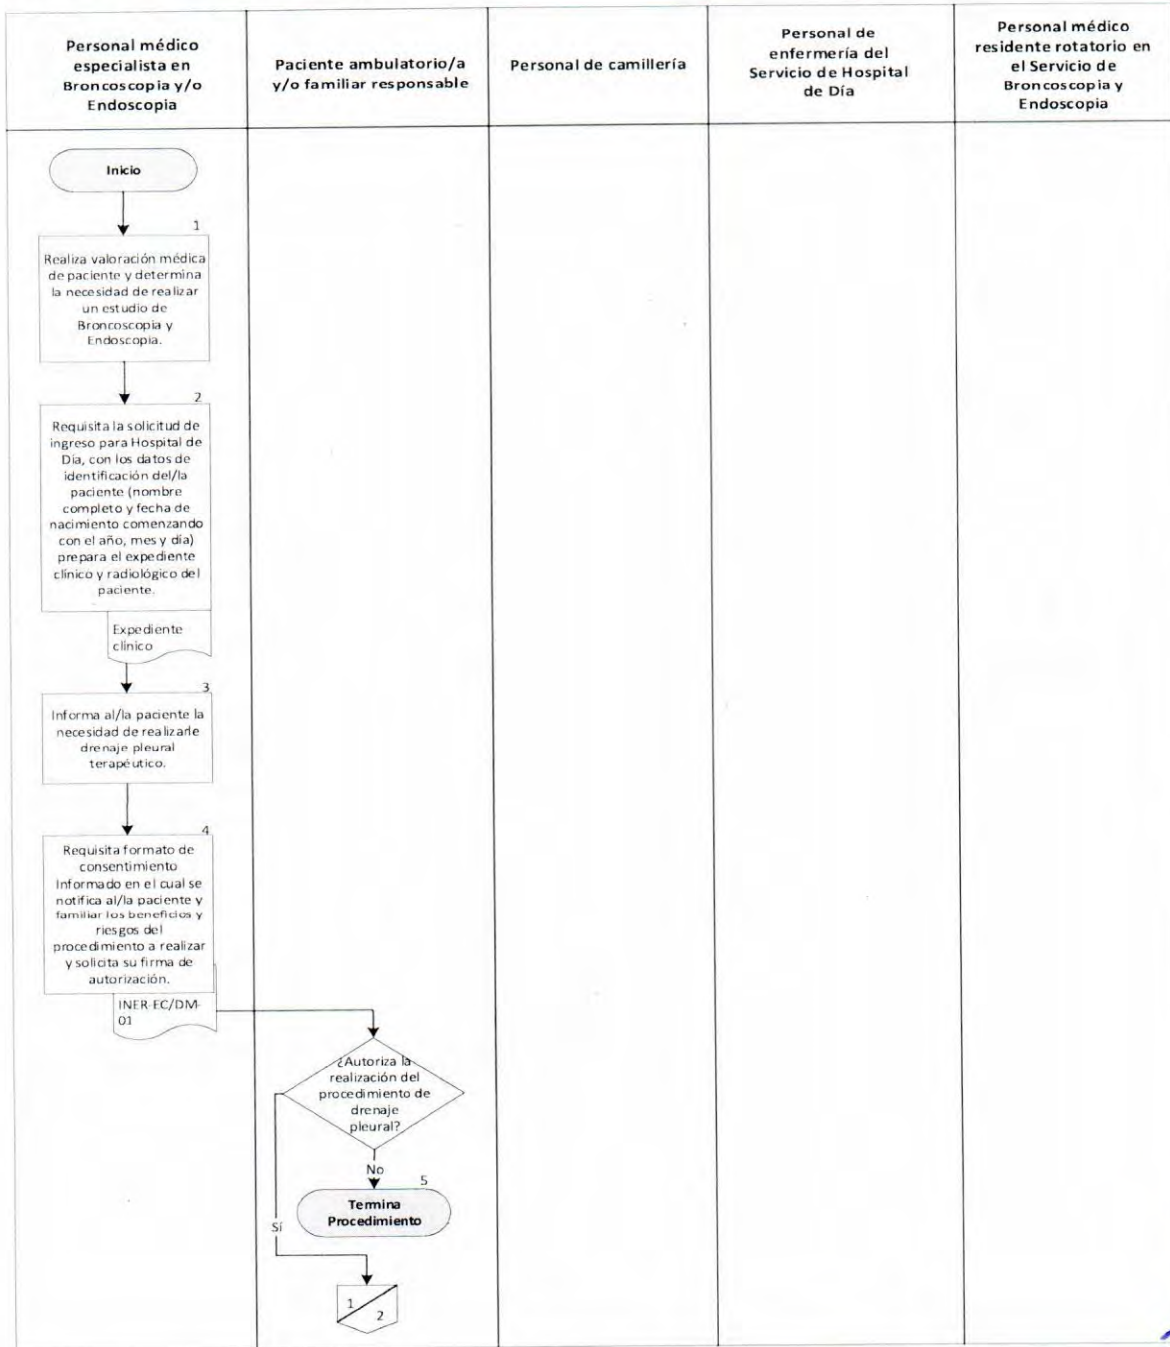 Personal médico
especialista en
Broncoscopia y/o
Endoscopia
Paciente ambulatorio/a
y/o familiar responsable
Personal de camillería
Personal de
enfermería del
Servicio de Hospital
de Día
Personal médico
residente rotatorio en
el Servicio de
Broncoscopia y
Endoscopia
Inicio
1
Realiza valoración médica
de paciente y determina
la necesidad de realizar
un estudio de
Broncoscopia y
Endoscopia.
2
Requisita la solicitud de
ingreso para Hospital de
Día, con los datos de
identificación del/la
paciente (nombre
completo y fecha de
nacimiento comenzando
con el año, mes y día)
prepara el expediente
clínico y radiológico del
paciente.
Expediente
clínico
3
Informa al/la paciente la
necesidad de realizarle
drenaje pleural
terapéutico.
4
Requisita formato de
consentimiento
Informado en el cual se
notifica al/la paciente y
familiar los beneficios y
riesgos del
procedimiento a realizar
y solicita su firma de
autorización.
INER-EC/DM-
01
¿Autoriza la
realización del
procedimiento de
drenaje
pleural?
No
5
Termina
Procedimiento
Sí
1
2